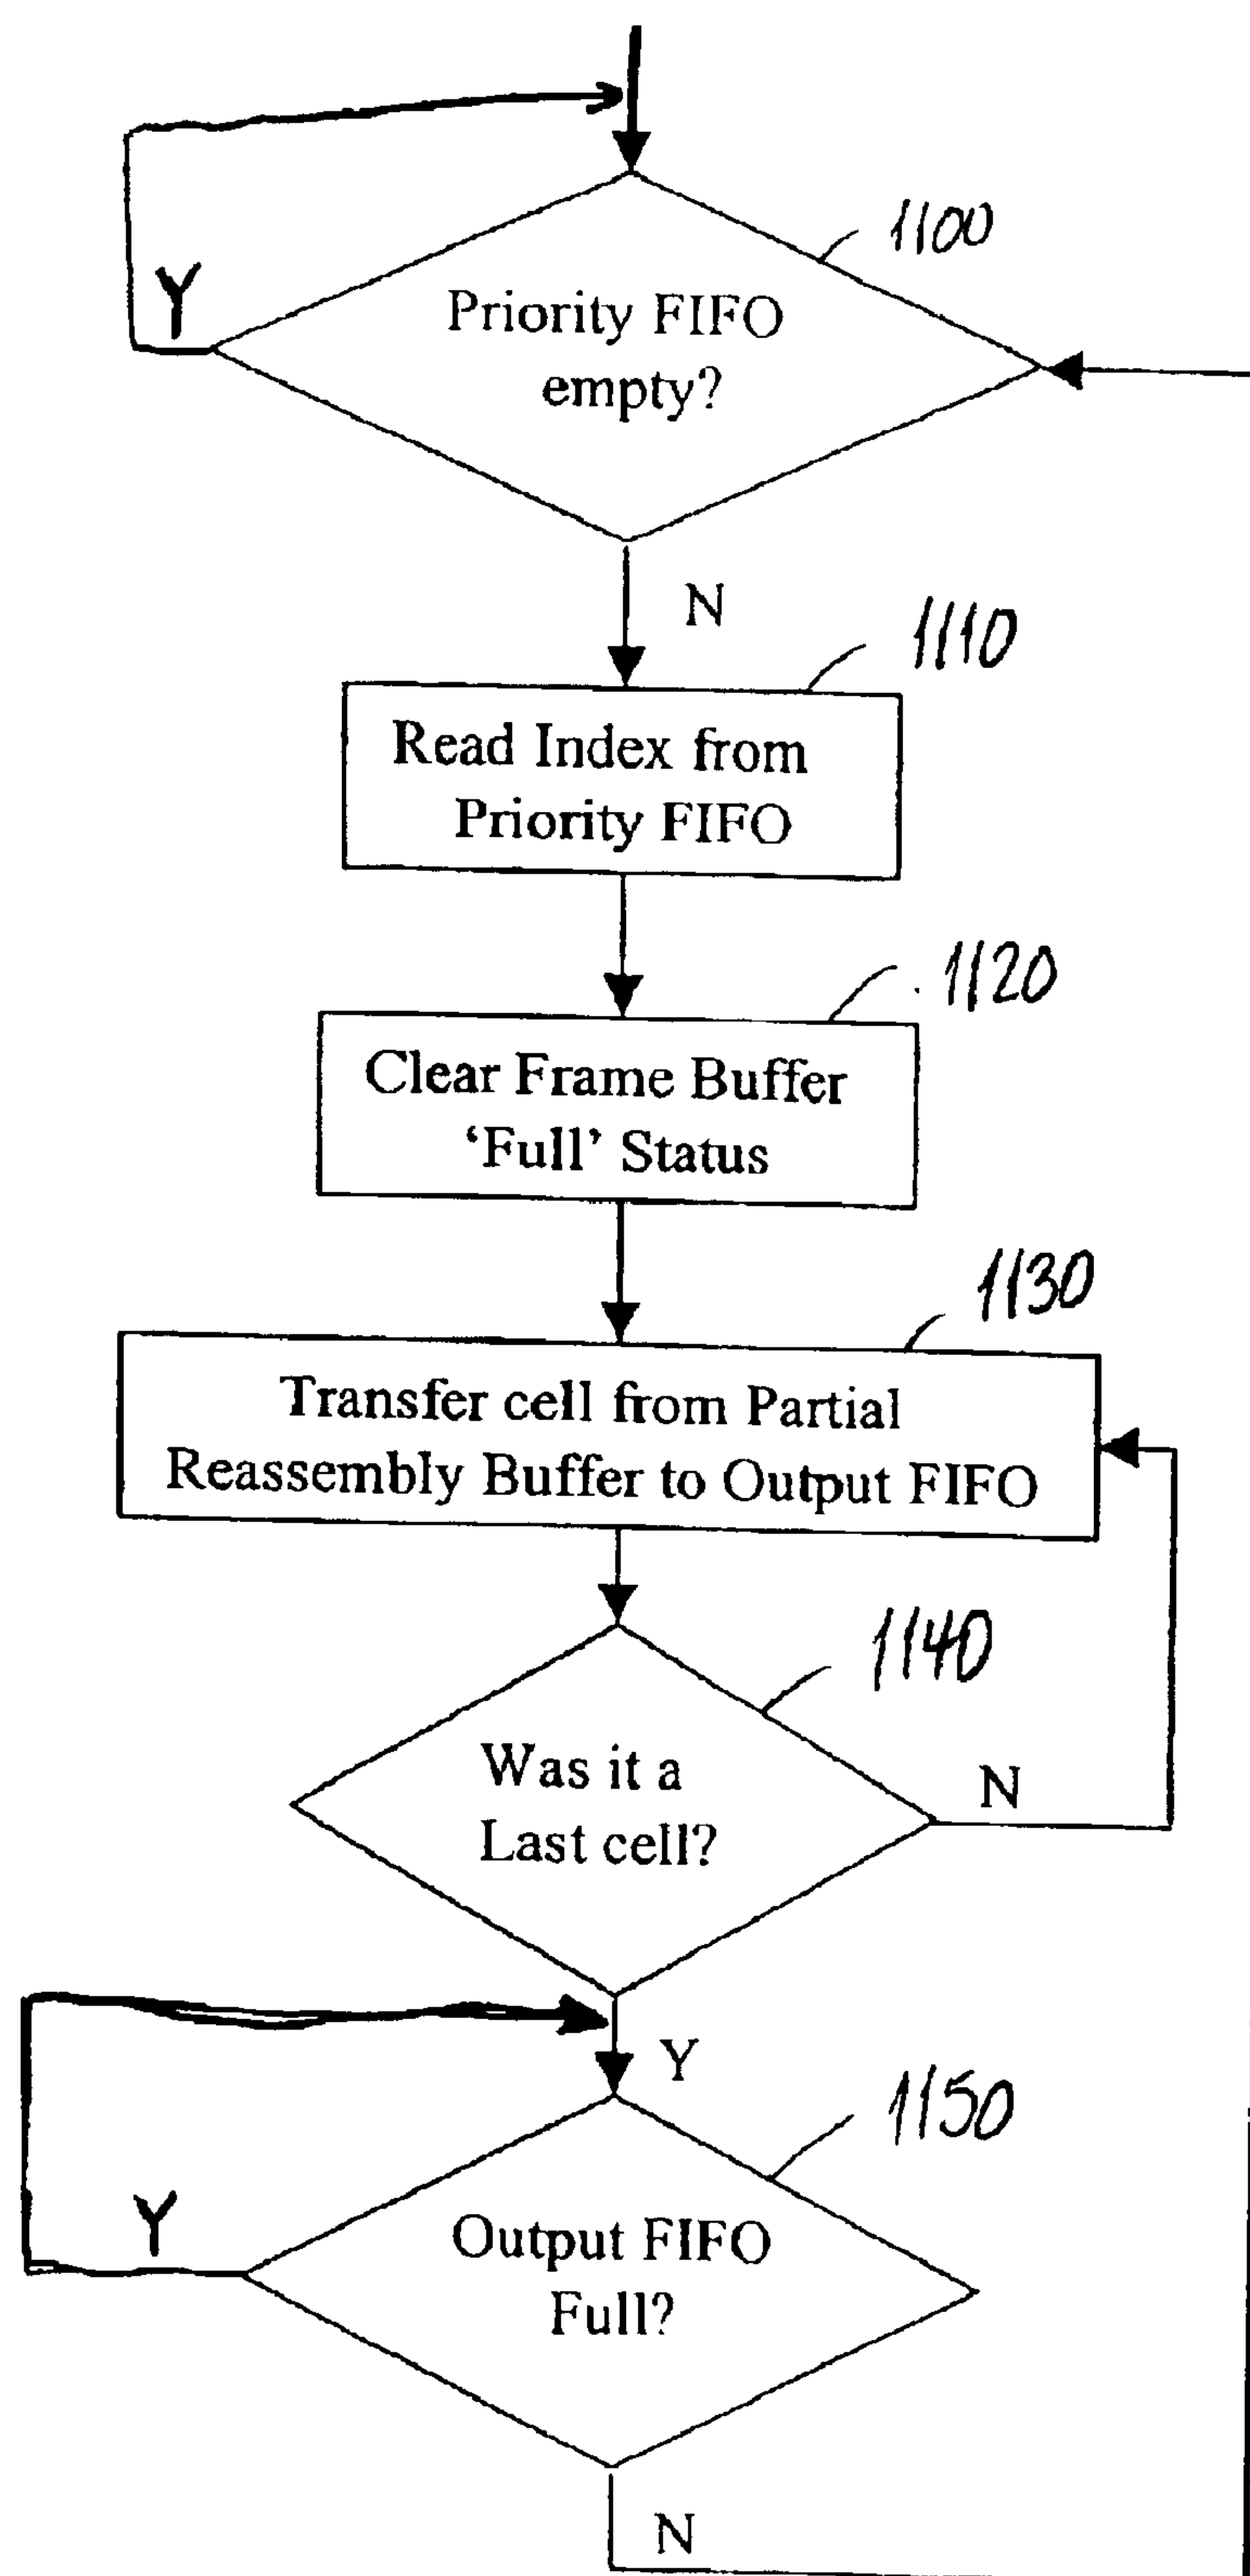 1100
Priority FIFO
empty?
Y
N
1110
Read Index from
Priority FIFO
1120
Clear Frame Buffer
‘Full’ Status
1130
Transfer cell from Partial
Reassembly Buffer to Output FIFO
1140
Was it a
Last cell?
N
Y
1150
Output FIFO
Full?
Y
N